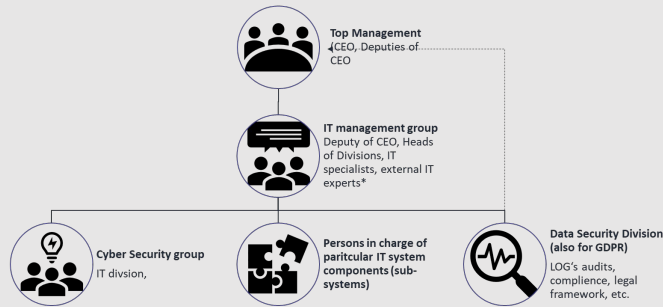 Top Management
(CEO, Deputies of
CEO
IT management group
Deputy of CEO, Heads
of Divisions, IT
specialists, external IT
experts*
Cyber Security group
IT divsion,
Persons in charge of
paritcular IT system
components (sub-
systems)
Data Security Division
(also for GDPR)
LOG's audits,
complience, legal
framework, etc.